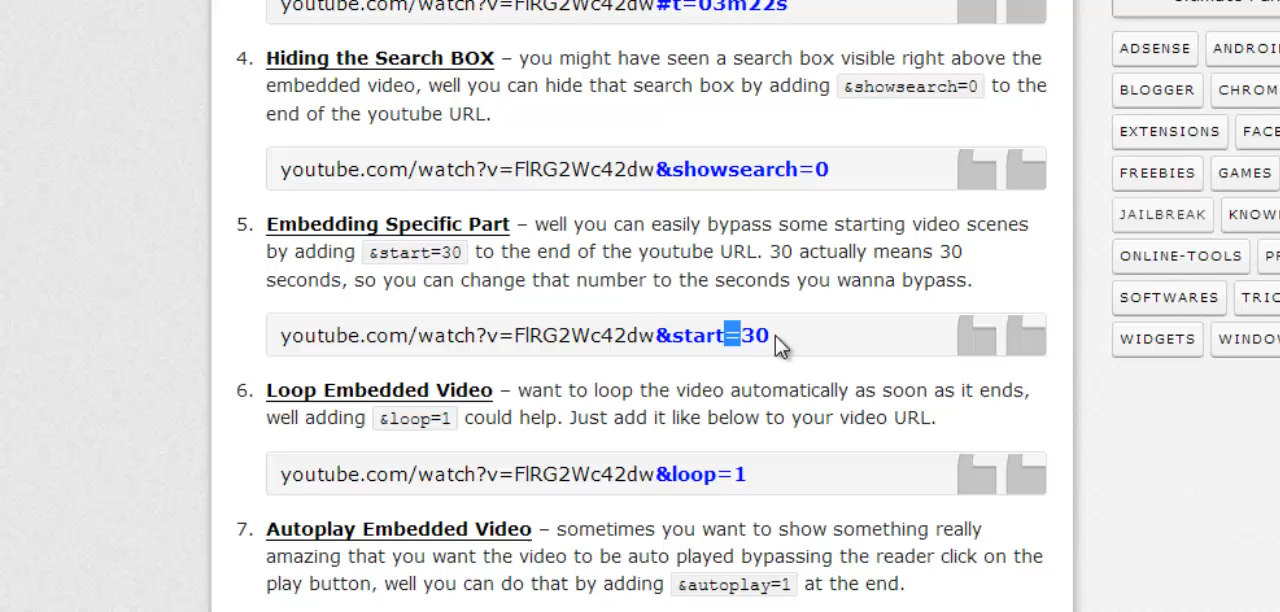 youtube.com/watch?v=FlRG2Wc42dw#t=03m22s
4. Hiding the Search BOX – you might have seen a search box visible right above the
embedded video, well you can hide that search box by adding &showsearch=0 to the
end of the youtube URL.
youtube.com/watch?v=FlRG2Wc42dw&showsearch=0
5. Embedding Specific Part – well you can easily bypass some starting video scenes
by adding &start=30 to the end of the youtube URL. 30 actually means 30
seconds, so you can change that number to the seconds you wanna bypass.
youtube.com/watch?v=FlRG2Wc42dw&start=30
6. Loop Embedded Video – want to loop the video automatically as soon as it ends,
well adding &loop=1 could help. Just add it like below to your video URL.
youtube.com/watch?v=FlRG2Wc42dw&loop=1
7. Autoplay Embedded Video – sometimes you want to show something really
amazing that you want the video to be auto played bypassing the reader click on the
play button, well you can do that by adding &autoplay=1 at the end.
ADSENSE ANDROI
BLOGGER CHROM
EXTENSIONS FACE
FREEBIES GAMES
JAILBREAK KNOW
ONLINE-TOOLS P
SOFTWARES TRIC
WIDGETS WINDO